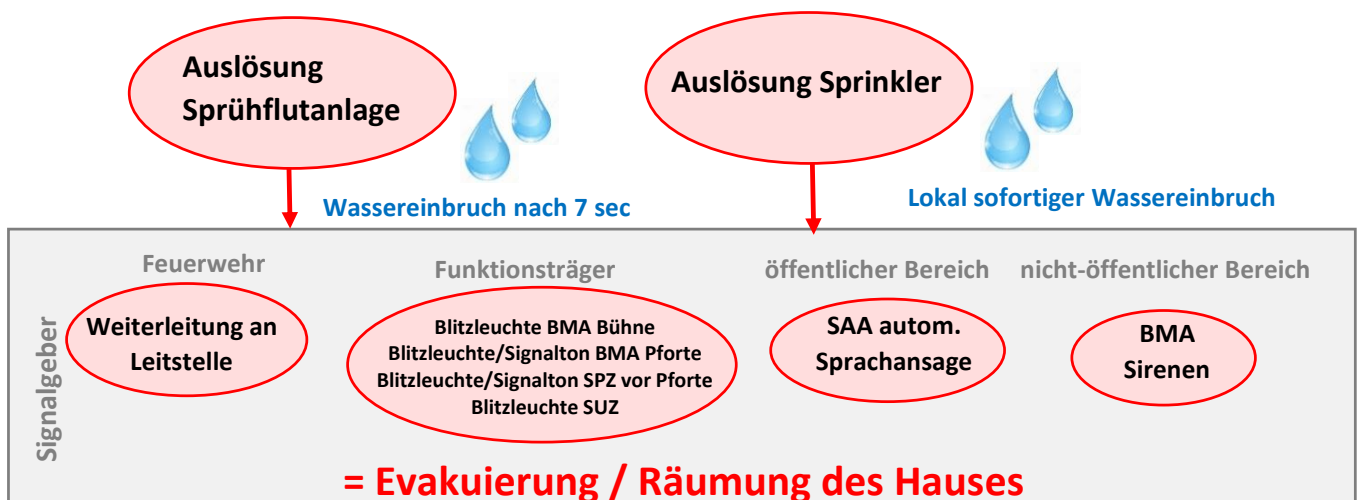 Auslösung
Sprühflutanlage
Auslösung Sprinkler
Wassereinbruch nach 7 sec
Lokal sofortiger Wassereinbruch
Signalgeber
Feuerwehr
Weiterleitung an
Leitstelle
Funktionsträger
Blitzleuchte BMA Bühne
Blitzleuchte/Signalton BMA Pforte
Blitzleuchte/Signalton SPZ vor Pforte
Blitzleuchte SUZ
öffentlicher Bereich
SAA autom.
Sprachansage
nicht-öffentlicher Bereich
BMA
Sirenen
= Evakuierung / Räumung des Hauses